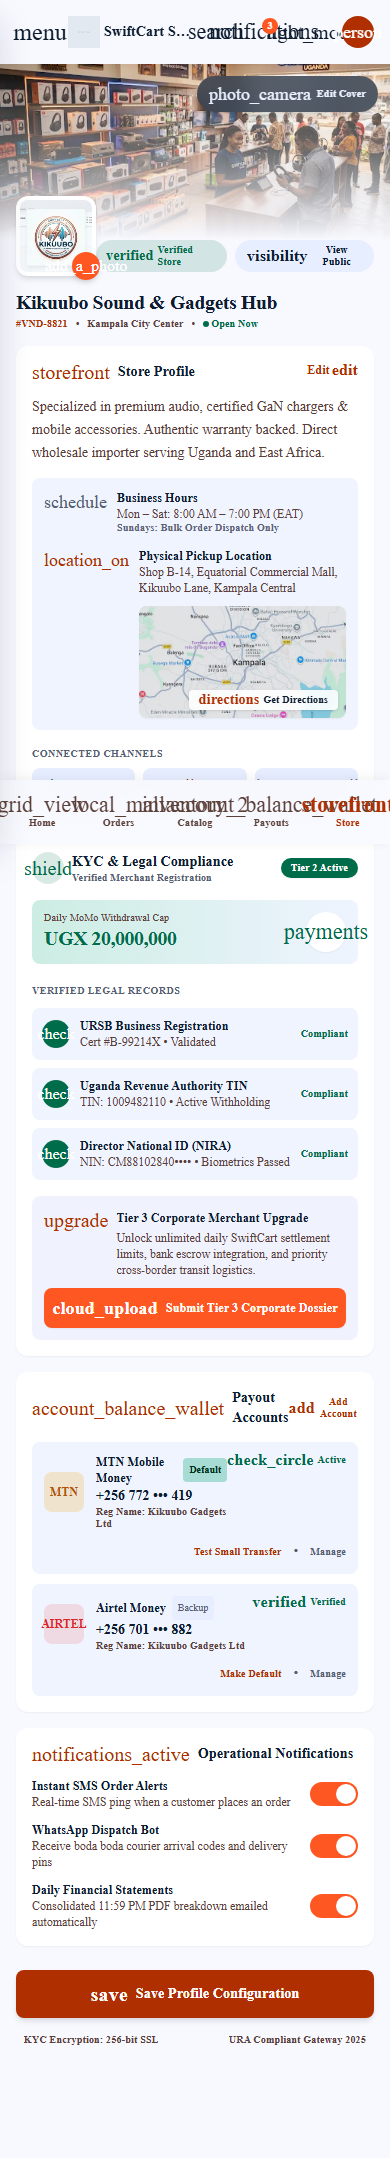 menu SwiftCart S... search notifications 3 person
UGANDA
photo_camera Edit Cover
KIKUUBO
add_a_photo
verified Verified Store
visibility View Public
Kikuubo Sound & Gadgets Hub
#VND-8821 • Kampala City Center • Open Now
storefront Store Profile Edit edit
Specialized in premium audio, certified GaN chargers &
mobile accessories. Authentic warranty backed. Direct
wholesale importer serving Uganda and East Africa.
schedule Business Hours
Mon – Sat: 8:00 AM – 7:00 PM (EAT)
Sundays: Bulk Order Dispatch Only
location_on Physical Pickup Location
Shop B-14, Equatorial Commercial Mall,
Kikuubo Lane, Kampala Central
Kampala
directions Get Directions
CONNECTED CHANNELS
grid_view local_mall inventory_2 account_balance_wallet storefront
Home Orders Catalog Payouts Store
shield KYC & Legal Compliance
Verified Merchant Registration
Tier 2 Active
Daily MoMo Withdrawal Cap
UGX 20,000,000
payments
VERIFIED LEGAL RECORDS
check URSB Business Registration
Cert #B-99214X • Validated
Compliant
check Uganda Revenue Authority TIN
TIN: 1009482110 • Active Withholding
Compliant
check Director National ID (NIRA)
NIN: CM88102840•••• • Biometrics Passed
Compliant
upgrade Tier 3 Corporate Merchant Upgrade
Unlock unlimited daily SwiftCart settlement
limits, bank escrow integration, and priority
cross-border transit logistics.
cloud_upload Submit Tier 3 Corporate Dossier
account_balance_wallet Payout Accounts
add Add Account
MTN
MTN Mobile Money
Default
check_circle Active
+256 772 ••• 419
Reg Name: Kikuubo Gadgets
Ltd
Test Small Transfer • Manage
AIRTEL
Airtel Money Backup
verified Verified
+256 701 ••• 882
Reg Name: Kikuubo Gadgets Ltd
Make Default • Manage
notifications_active Operational Notifications
Instant SMS Order Alerts
Real-time SMS ping when a customer places an order
WhatsApp Dispatch Bot
Receive boda boda courier arrival codes and delivery
pins
Daily Financial Statements
Consolidated 11:59 PM PDF breakdown emailed
automatically
save Save Profile Configuration
KYC Encryption: 256-bit SSL URA Compliant Gateway 2025